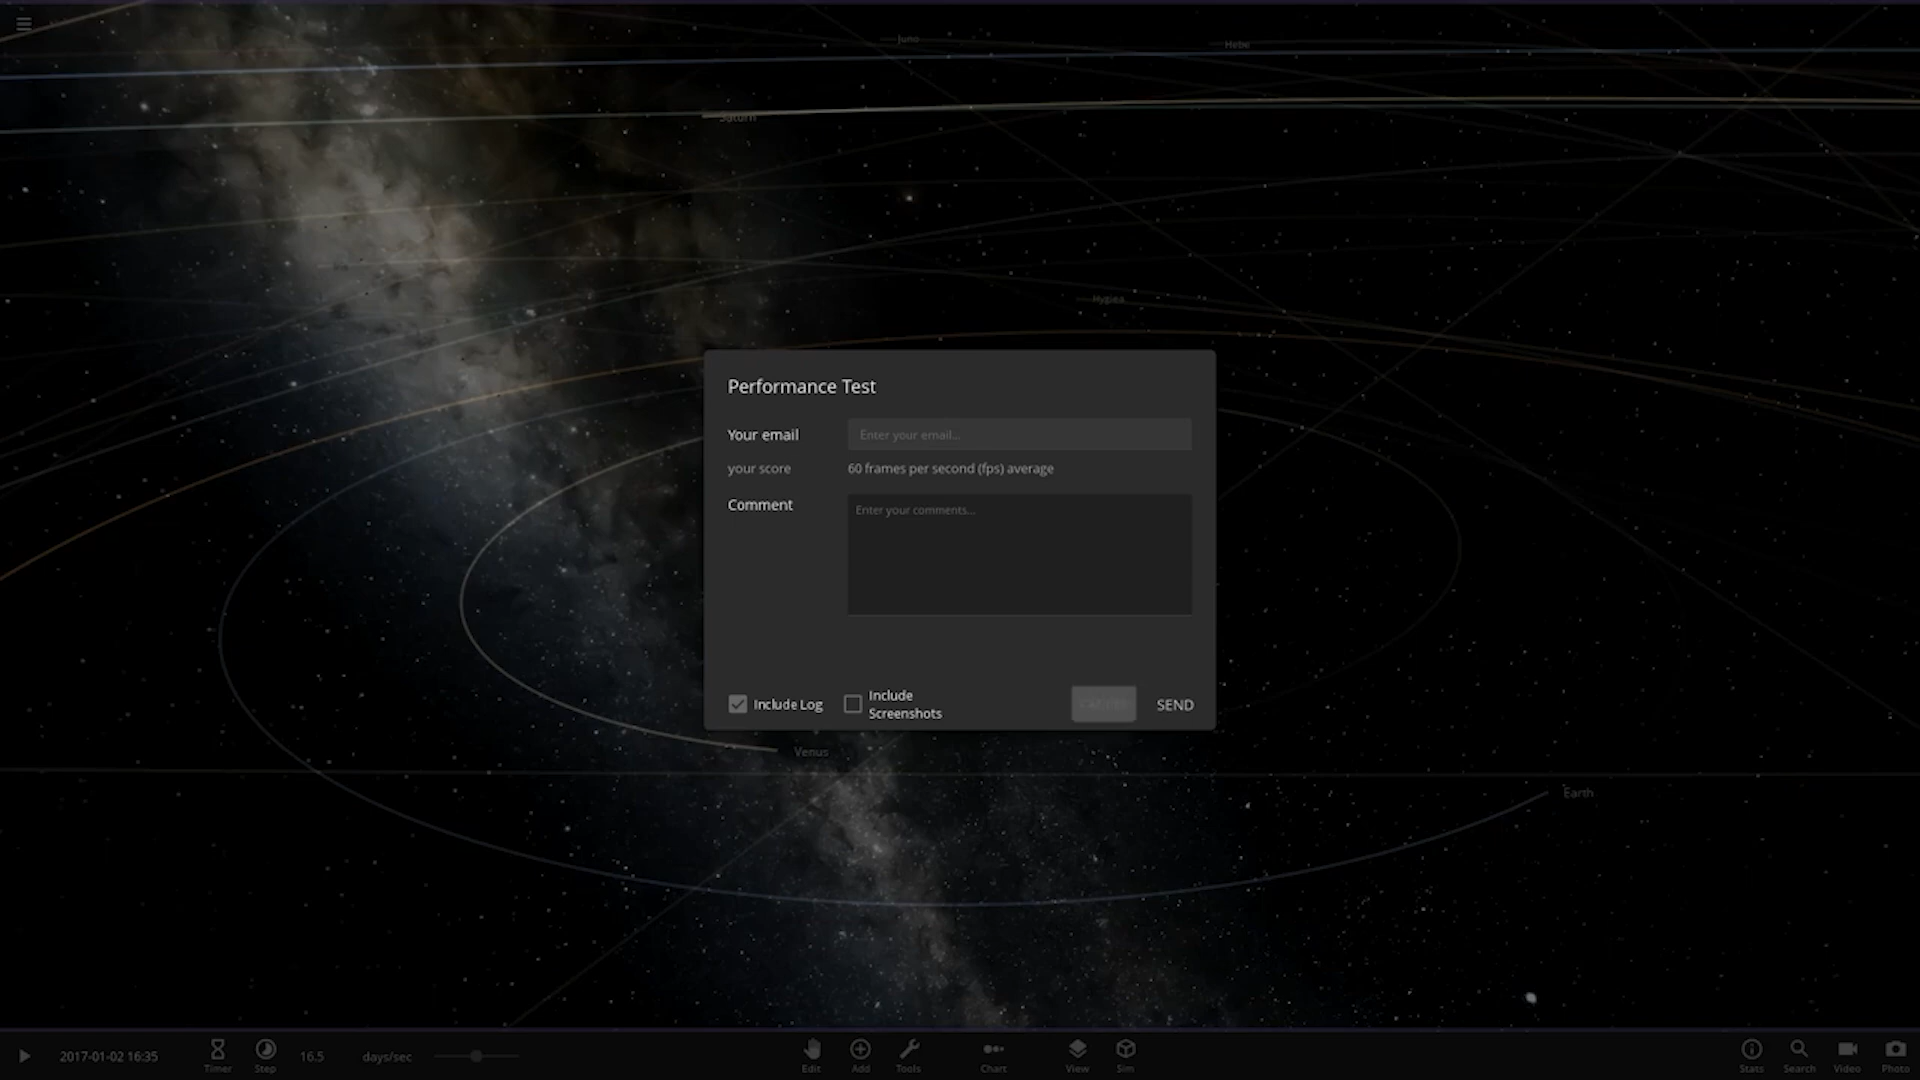 Juno
Hebe
Saturn
Hygiea
Performance Test
Your email
Enter your email...
your score
60 frames per second (fps) average
Comment
Enter your comments...
Include Log
Include
Screenshots
SEND
Venus
Earth
2017-01-02 16:35
Timer
Step
16.5
days/sec
Edit
Add
Tools
Chart
View
Sim
Stats
Search
Video
Photo